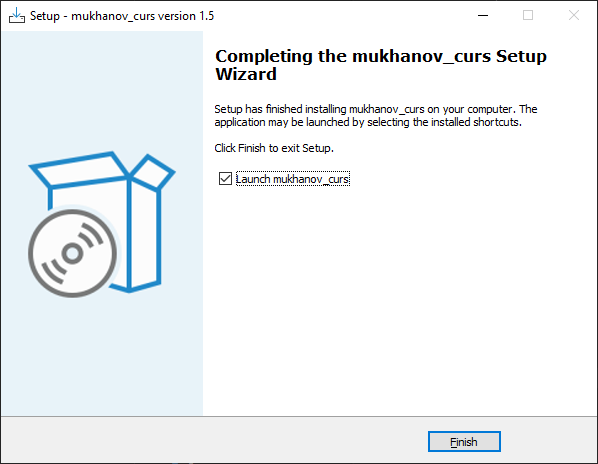 Setup - mukhanov_curs version 1.5
Completing the mukhanov_curs Setup
Wizard
Setup has finished installing mukhanov_curs on your computer. The
application may be launched by selecting the installed shortcuts.
Click Finish to exit Setup.
Launch mukhanov_curs
Finish